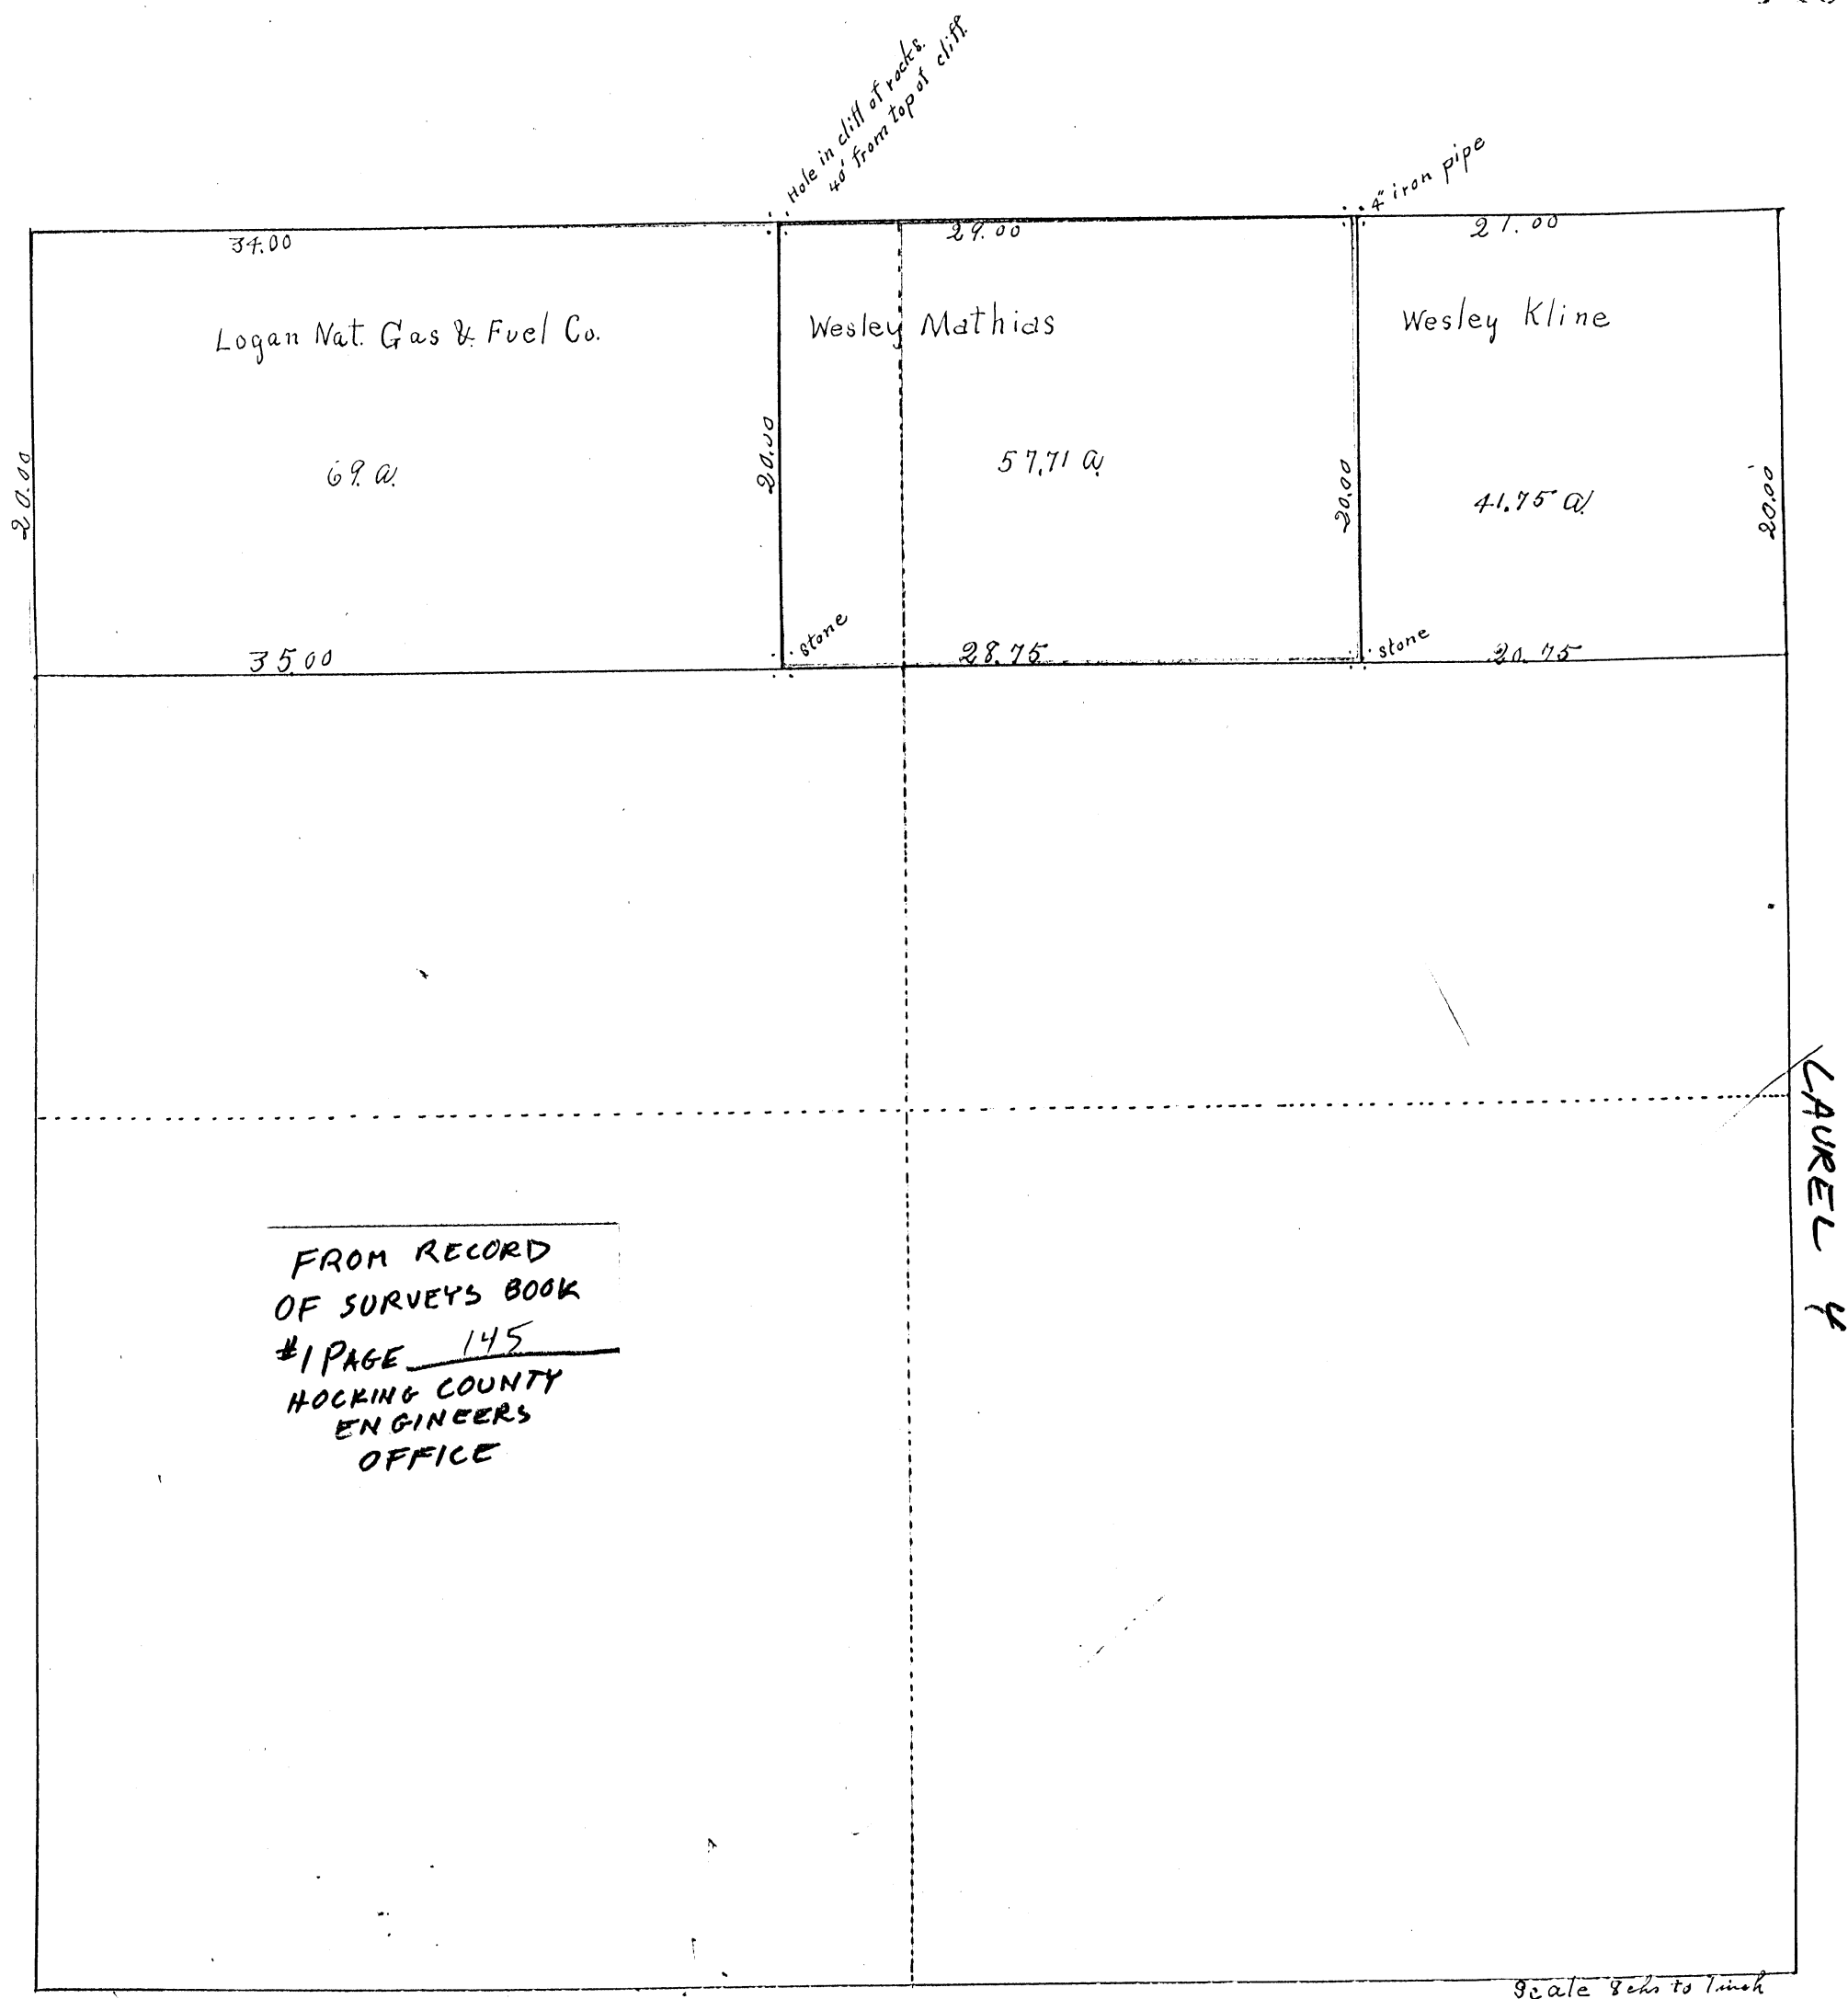 Hole in cliff of rocks.
40' from top of cliff.
4" iron pipe
34.00
29.00
21.00
Logan Nat. Gas & Fuel Co.
Wesley Mathias
Wesley Kline
20.00
69. a.
20.00
57.71 a.
20.00
41.75 a.
20.00
stone
stone
35.00
28.75
20.75
LAUREL 4
FROM RECORD
OF SURVEYS BOOK
#1 PAGE 145
HOCKING COUNTY
ENGINEERS
OFFICE
Scale 8 chs to 1 inch